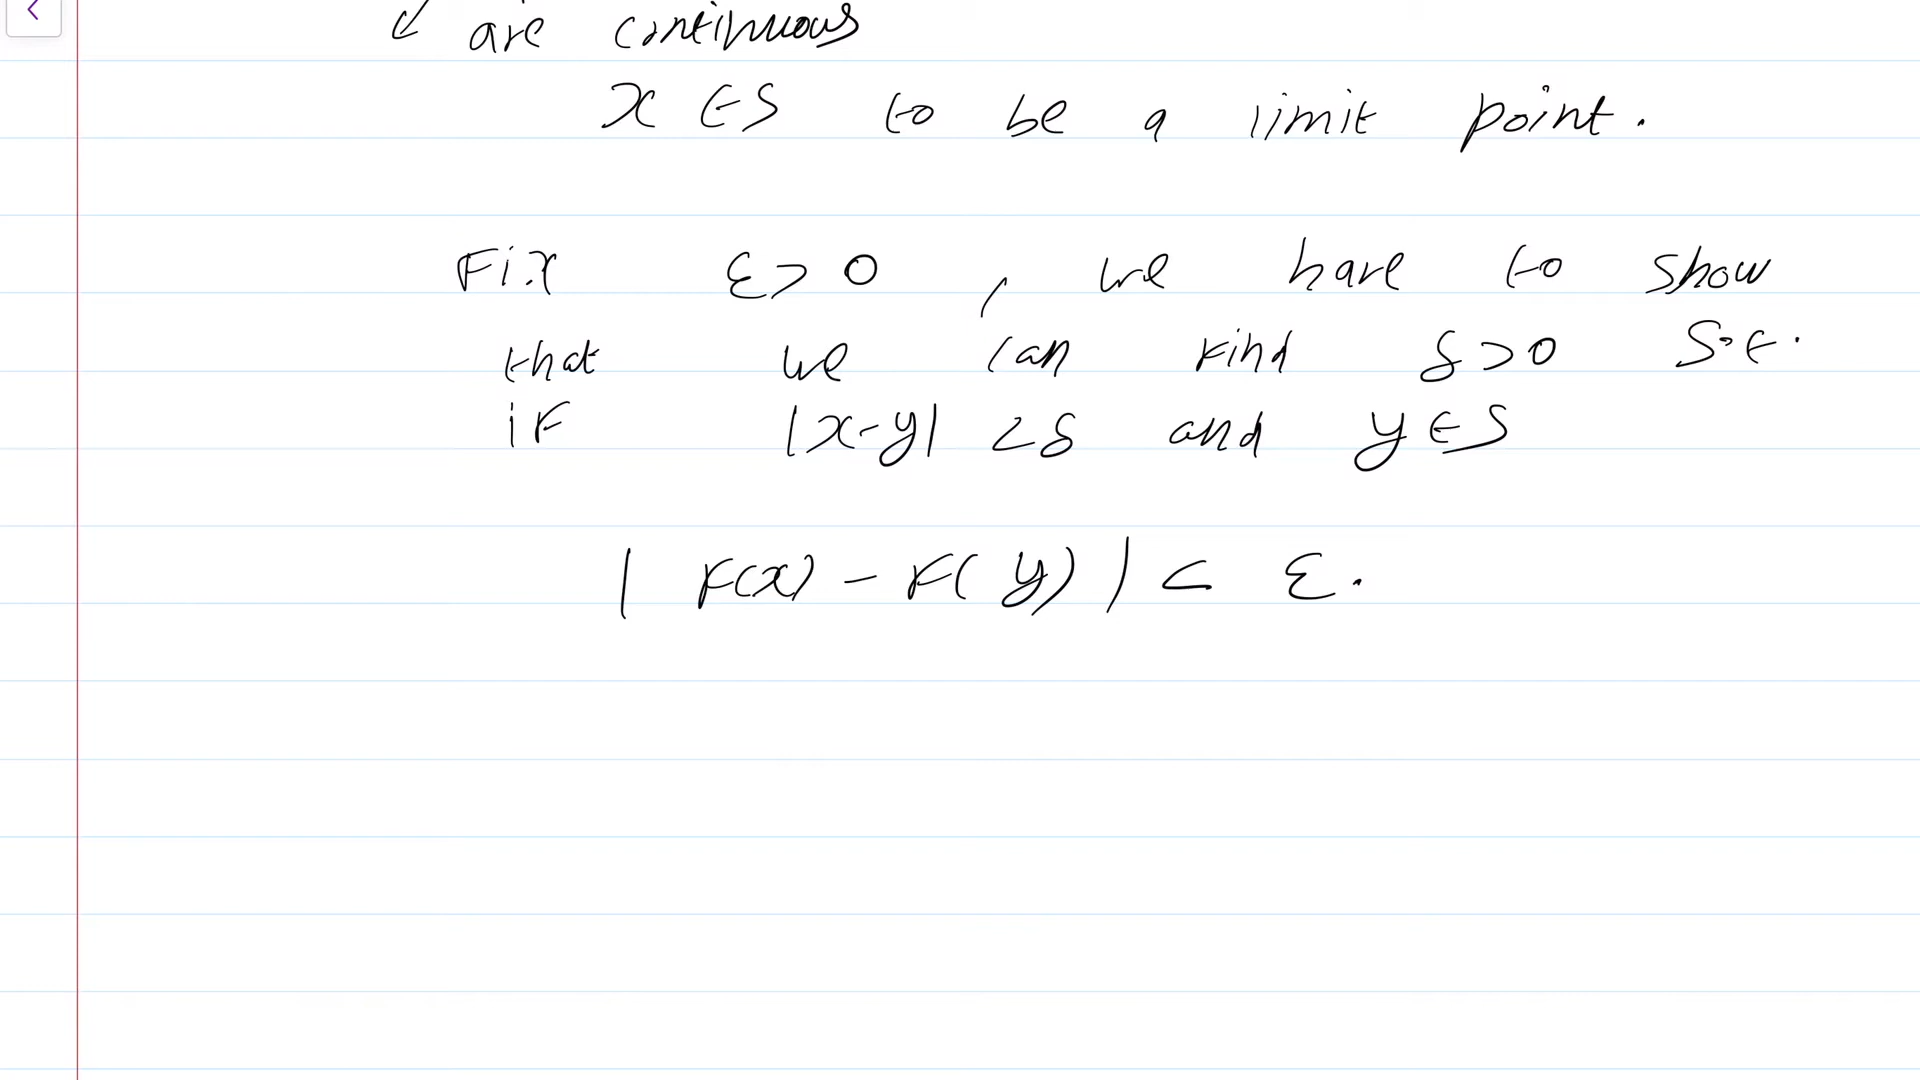 are continuous
x ∈ S to be a limit point.
Fix ε > 0, we have to show
that we can find δ > 0 s.t.
if |x-y| < δ and y ∈ S
| F(x) - F(y) | < ε.